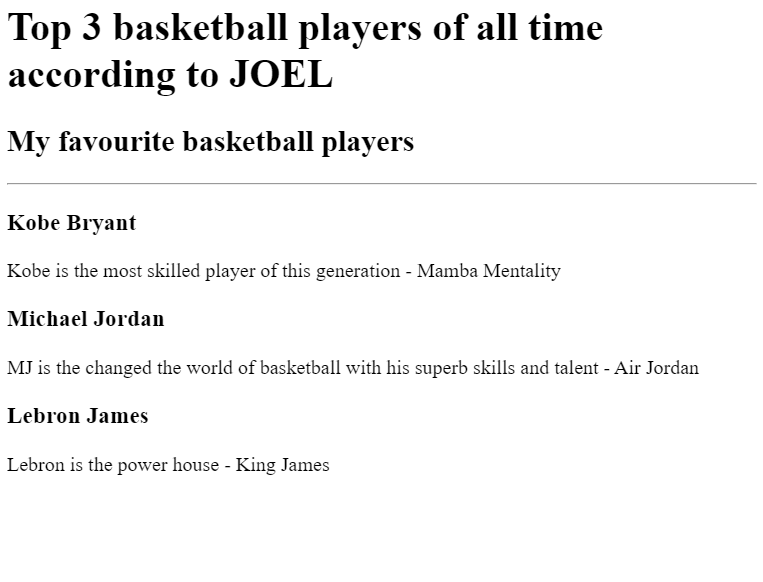 Top 3 basketball players of all time
according to JOEL
My favourite basketball players
Kobe Bryant
Kobe is the most skilled player of this generation - Mamba Mentality
Michael Jordan
MJ is the changed the world of basketball with his superb skills and talent - Air Jordan
Lebron James
Lebron is the power house - King James